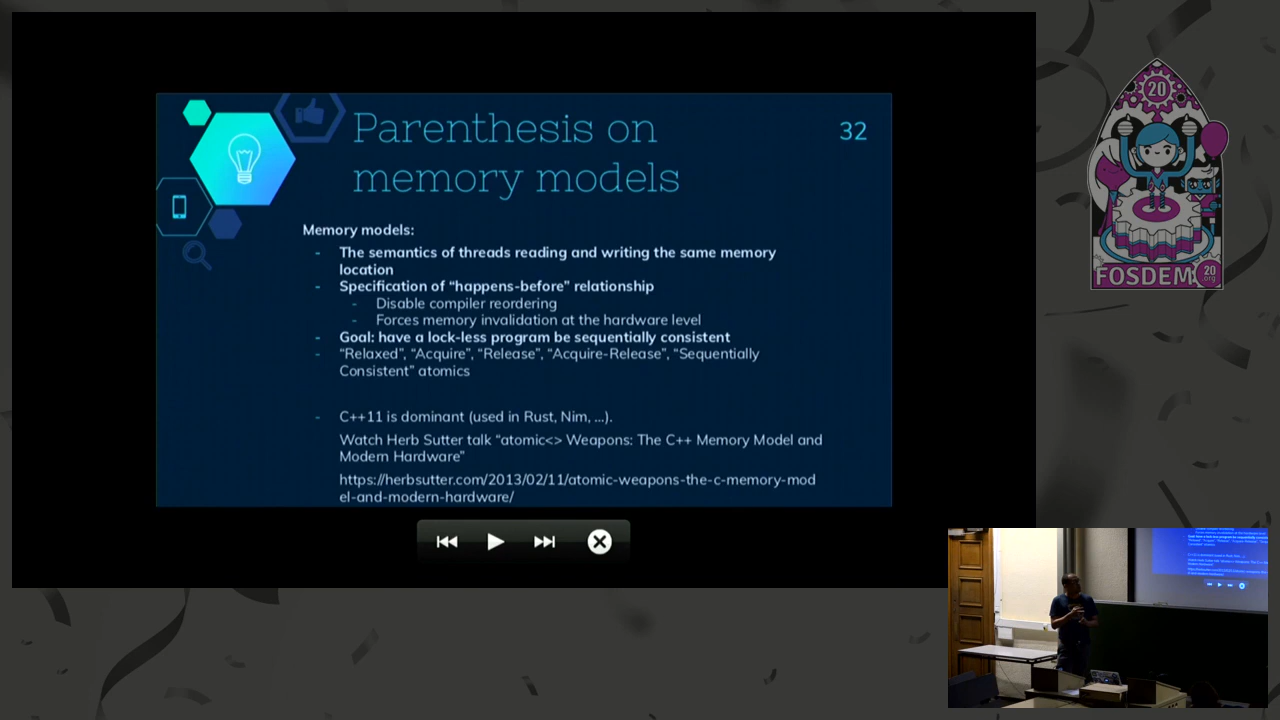 Parenthesis on
memory models
32
Memory models:
- The semantics of threads reading and writing the same memory
location
- Specification of “happens-before” relationship
- Disable compiler reordering
- Forces memory invalidation at the hardware level
- Goal: have a lock-less program be sequentially consistent
- “Relaxed”, “Acquire”, “Release”, “Acquire-Release”, “Sequentially
Consistent” atomics
- C++11 is dominant (used in Rust, Nim, ...).
Watch Herb Sutter talk “atomic<> Weapons: The C++ Memory Model and
Modern Hardware”
https://herbsutter.com/2013/02/11/atomic-weapons-the-c-memory-mod
el-and-modern-hardware/
20
FOSDEM
20
.org